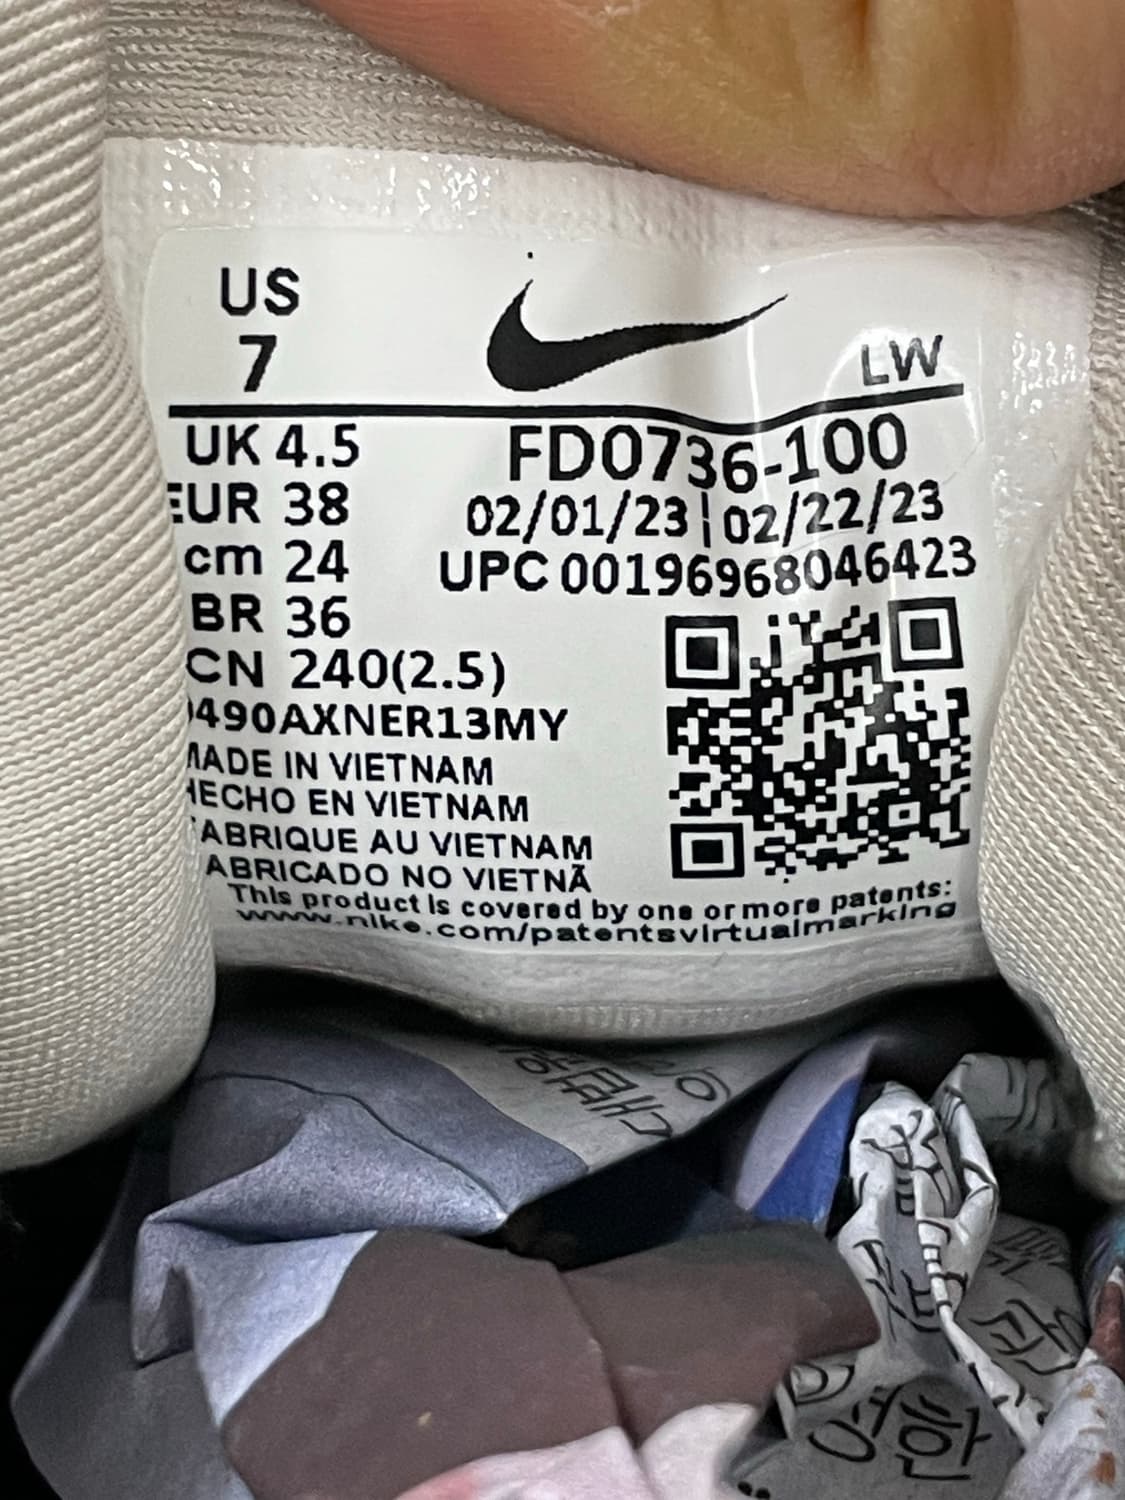 US
7
LW
UK 4.5
FD0736-100
EUR 38
02/01/23 | 02/22/23
cm 24
UPC 00196968046423
BR 36
CN 240(2.5)
490AXNER13MY
MADE IN VIETNAM
HECHO EN VIETNAM
FABRIQUE AU VIETNAM
FABRICADO NO VIETNÃ
This product is covered by one or more patents:
www.nike.com/patentsvirtualmarking